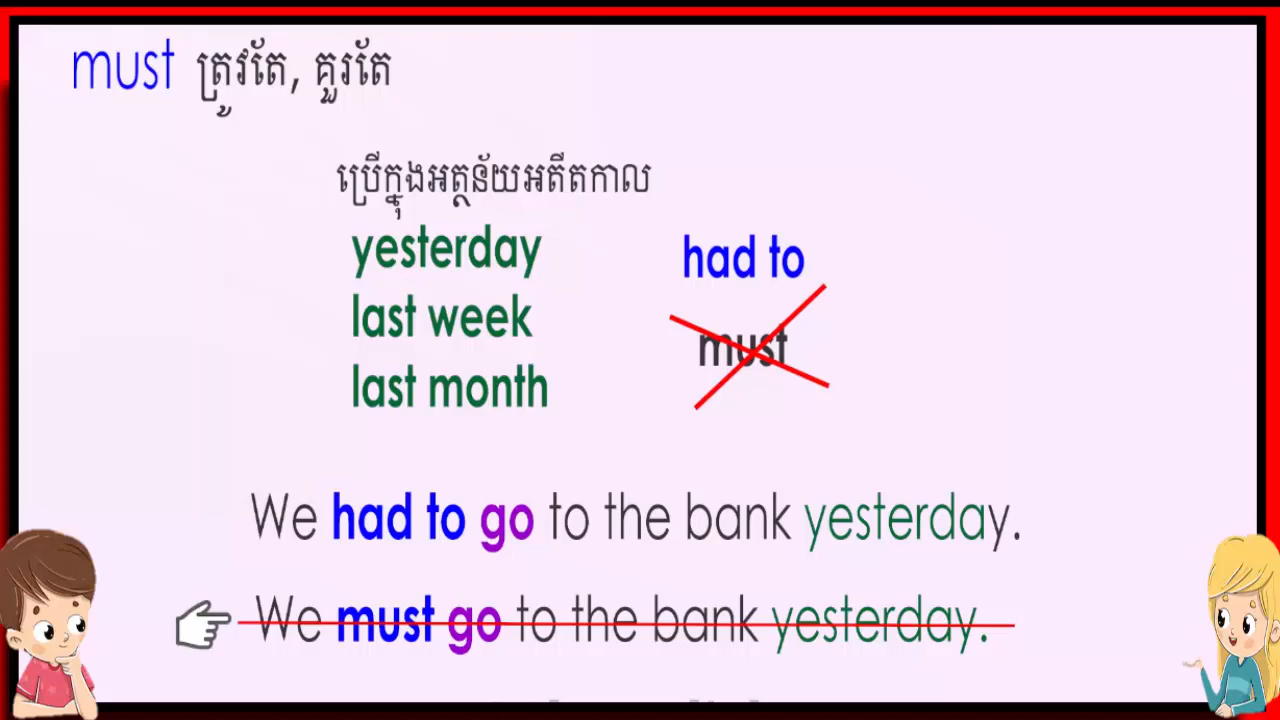 must ត្រូវតែ, គួរតែ
ប្រើក្នុងអត្ថន័យអតីតកាល
yesterday
had to
last week
must
last month
We had to go to the bank yesterday.
We must go to the bank yesterday.